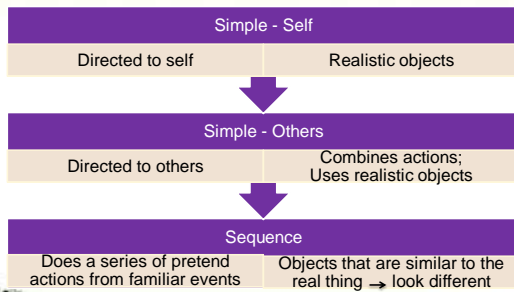 Simple - Self
Directed to self
Realistic objects
Simple - Others
Directed to others
Combines actions;
Uses realistic objects
Sequence
Does a series of pretend
actions from familiar events
Objects that are similar to the
real thing → look different